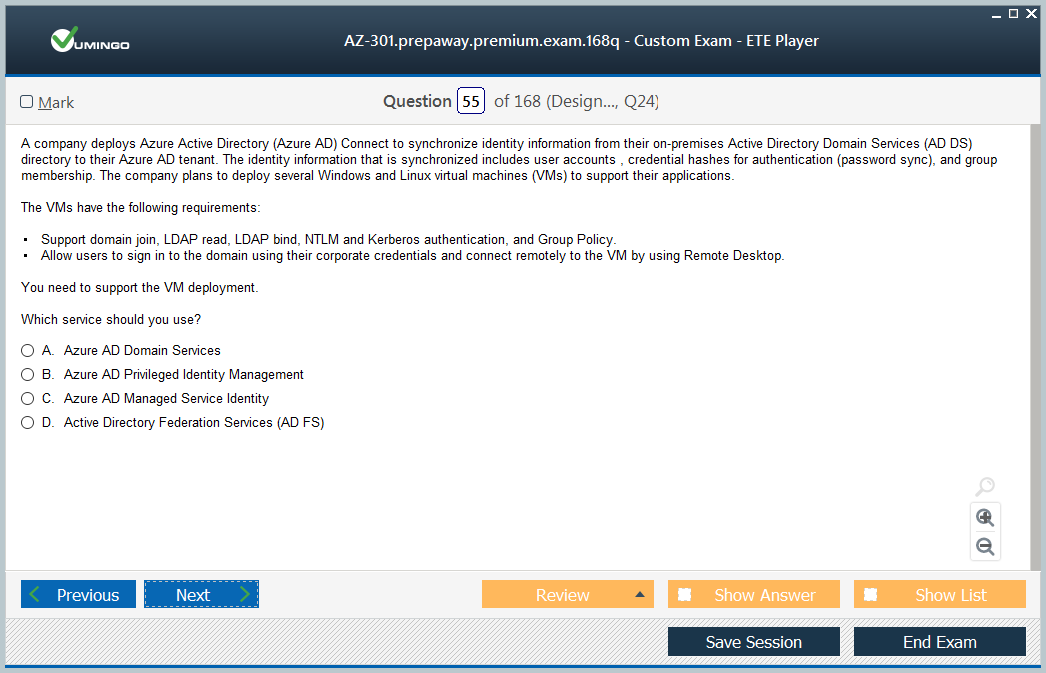 VUMINGO
AZ-301.prepaway.premium.exam.168q - Custom Exam - ETE Player
Mark
Question 55 of 168 (Design..., Q24)
A company deploys Azure Active Directory (Azure AD) Connect to synchronize identity information from their on-premises Active Directory Domain Services (AD DS)
directory to their Azure AD tenant. The identity information that is synchronized includes user accounts , credential hashes for authentication (password sync), and group
membership. The company plans to deploy several Windows and Linux virtual machines (VMs) to support their applications.
The VMs have the following requirements:
▪ Support domain join, LDAP read, LDAP bind, NTLM and Kerberos authentication, and Group Policy.
▪ Allow users to sign in to the domain using their corporate credentials and connect remotely to the VM by using Remote Desktop.
You need to support the VM deployment.
Which service should you use?
A. Azure AD Domain Services
B. Azure AD Privileged Identity Management
C. Azure AD Managed Service Identity
D. Active Directory Federation Services (AD FS)
Previous
Next
Review
Show Answer
Show List
Save Session
End Exam